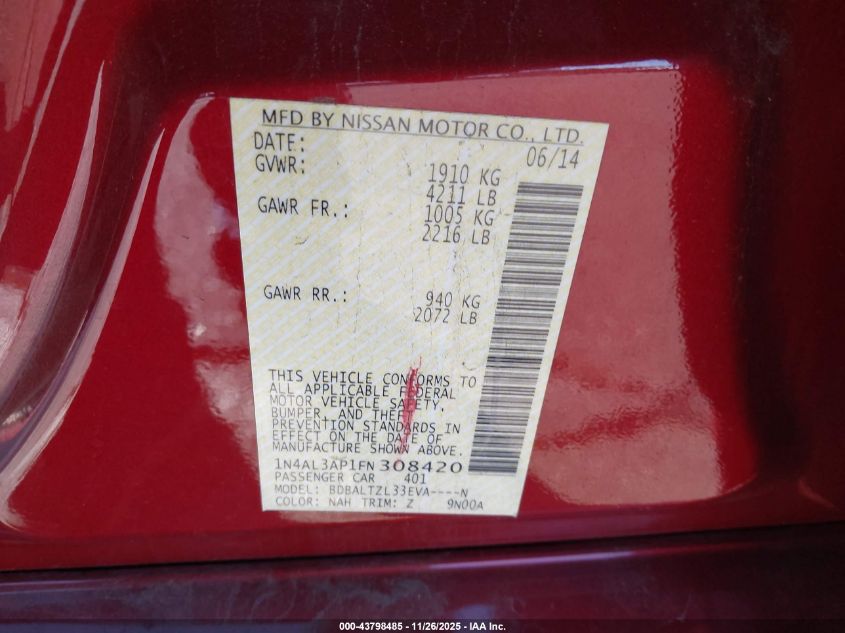 MFD BY NISSAN MOTOR CO., LTD.
DATE: 06/14
GVWR: 1910 KG
4211 LB
GAWR FR.: 1005 KG
2216 LB
GAWR RR.: 940 KG
2072 LB
THIS VEHICLE CONFORMS TO
ALL APPLICABLE FEDERAL
MOTOR VEHICLE SAFETY,
BUMPER, AND THEFT
PREVENTION STANDARDS IN
EFFECT ON THE DATE OF
MANUFACTURE SHOWN ABOVE.
1N4AL3AP1FN 308420
PASSENGER CAR 401
MODEL: BDBALTZL33EVA----N
COLOR: NAH TRIM: Z 9N00A
000-43798485 - 11/26/2025 - IAA Inc.